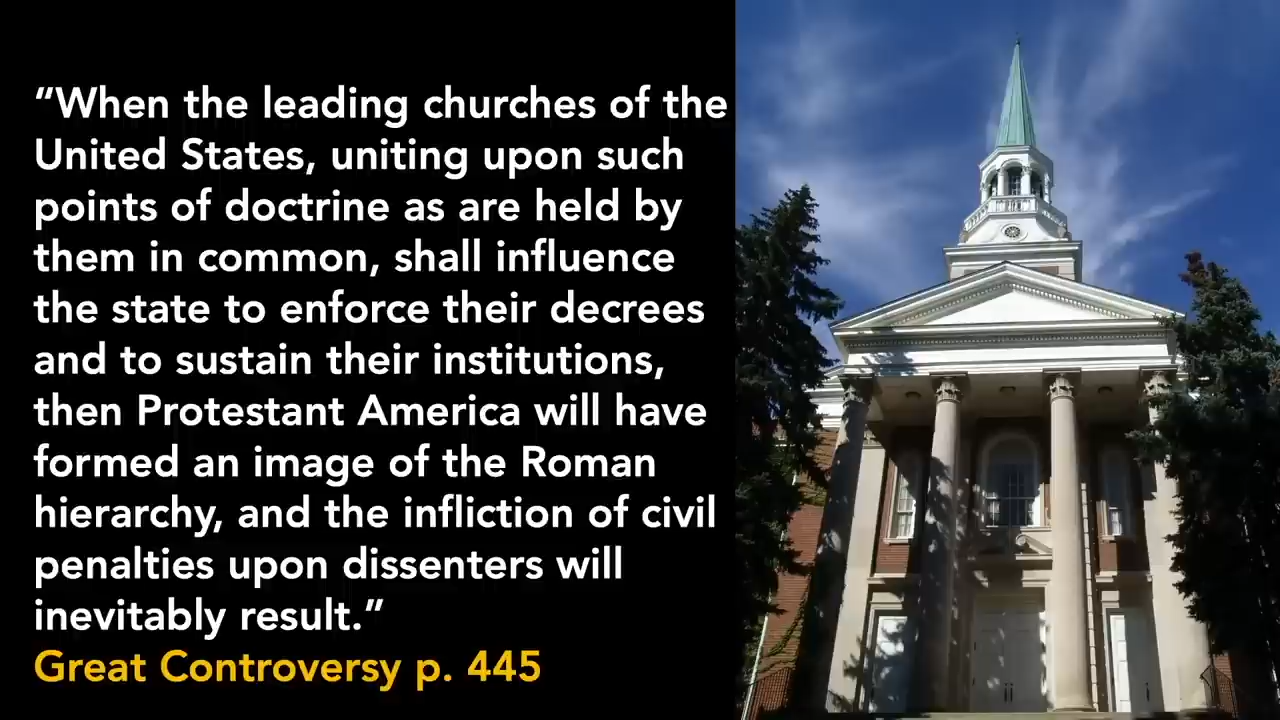 “When the leading churches of the
United States, uniting upon such
points of doctrine as are held by
them in common, shall influence
the state to enforce their decrees
and to sustain their institutions,
then Protestant America will have
formed an image of the Roman
hierarchy, and the infliction of civil
penalties upon dissenters will
inevitably result.”
Great Controversy p. 445